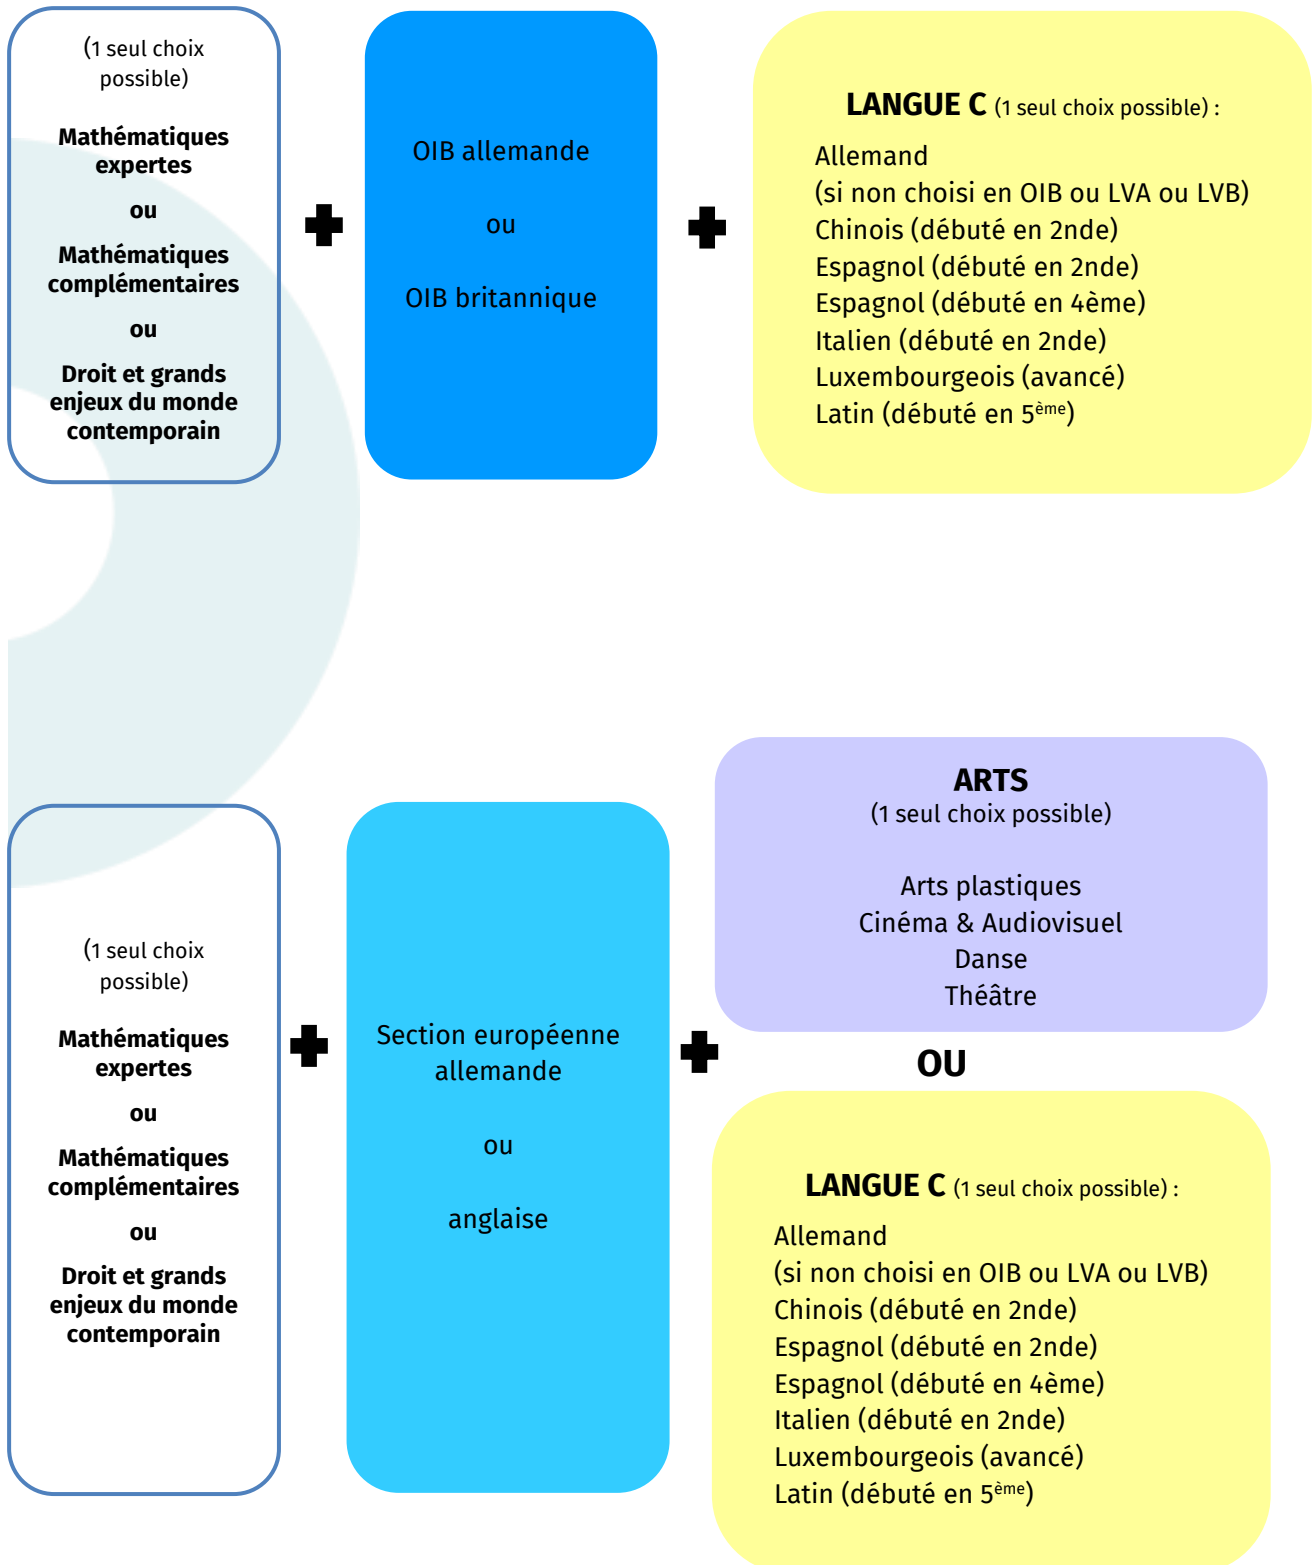 (1 seul choix
possible)
Mathématiques
expertes
ou
Mathématiques
complémentaires
ou
Droit et grands
enjeux du monde
contemporain
OIB allemande
ou
OIB britannique
LANGUE C (1 seul choix possible) :
Allemand
(si non choisi en OIB ou LVA ou LVB)
Chinois (débuté en 2nde)
Espagnol (débuté en 2nde)
Espagnol (débuté en 4ème)
Italien (débuté en 2nde)
Luxembourgeois (avancé)
Latin (débuté en 5ème)
(1 seul choix
possible)
Mathématiques
expertes
ou
Mathématiques
complémentaires
ou
Droit et grands
enjeux du monde
contemporain
Section européenne
allemande
ou
anglaise
ARTS
(1 seul choix possible)
Arts plastiques
Cinéma & Audiovisuel
Danse
Théâtre
OU
LANGUE C (1 seul choix possible) :
Allemand
(si non choisi en OIB ou LVA ou LVB)
Chinois (débuté en 2nde)
Espagnol (débuté en 2nde)
Espagnol (débuté en 4ème)
Italien (débuté en 2nde)
Luxembourgeois (avancé)
Latin (débuté en 5ème)